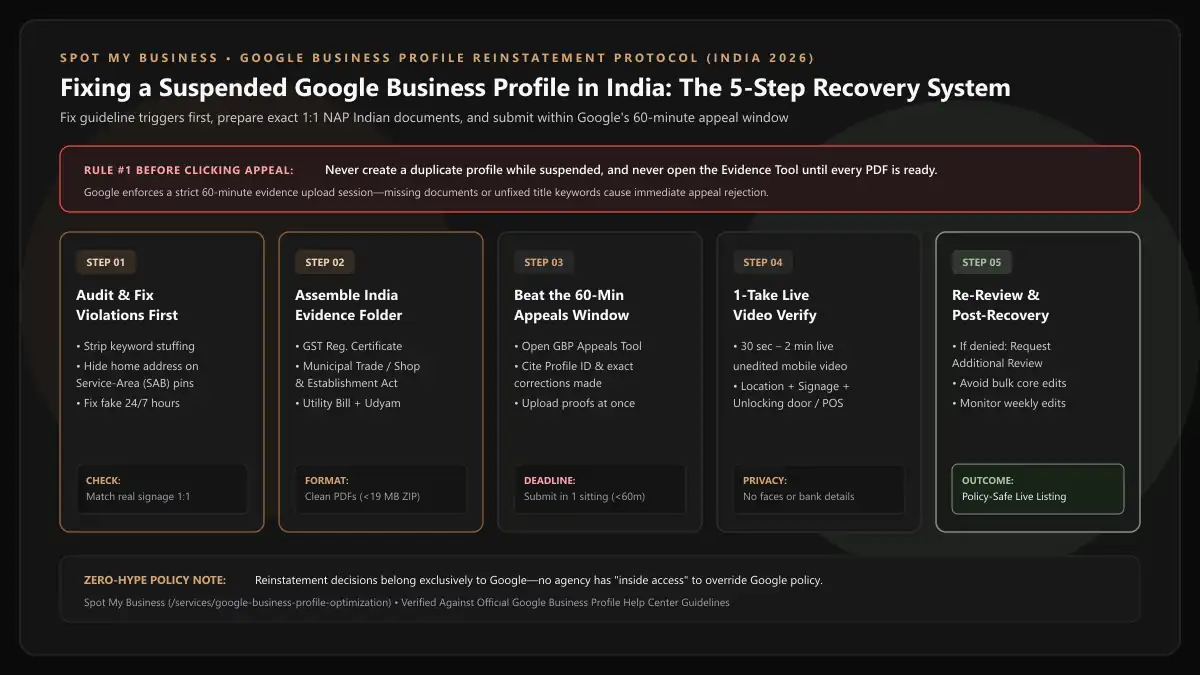 SPOT MY BUSINESS • GOOGLE BUSINESS PROFILE REINSTATEMENT PROTOCOL (INDIA 2026)
Fixing a Suspended Google Business Profile in India: The 5-Step Recovery System
Fix guideline triggers first, prepare exact 1:1 NAP Indian documents, and submit within Google's 60-minute appeal window
RULE #1 BEFORE CLICKING APPEAL: Never create a duplicate profile while suspended, and never open the Evidence Tool until every PDF is ready.
Google enforces a strict 60-minute evidence upload session—missing documents or unfixed title keywords cause immediate appeal rejection.
STEP 01
Audit & Fix
Violations First
• Strip keyword stuffing
• Hide home address on
Service-Area (SAB) pins
• Fix fake 24/7 hours
CHECK:
Match real signage 1:1
STEP 02
Assemble India
Evidence Folder
• GST Reg. Certificate
• Municipal Trade / Shop
& Establishment Act
• Utility Bill + Udyam
FORMAT:
Clean PDFs (<19 MB ZIP)
STEP 03
Beat the 60-Min
Appeals Window
• Open GBP Appeals Tool
• Cite Profile ID & exact
corrections made
• Upload proofs at once
DEADLINE:
Submit in 1 sitting (<60m)
STEP 04
1-Take Live
Video Verify
• 30 sec – 2 min live
unedited mobile video
• Location + Signage +
Unlocking door / POS
PRIVACY:
No faces or bank details
STEP 05
Re-Review &
Post-Recovery
• If denied: Request
Additional Review
• Avoid bulk core edits
• Monitor weekly edits
OUTCOME:
Policy-Safe Live Listing
ZERO-HYPE POLICY NOTE: Reinstatement decisions belong exclusively to Google—no agency has "inside access" to override Google policy.
Spot My Business (/services/google-business-profile-optimization) • Verified Against Official Google Business Profile Help Center Guidelines